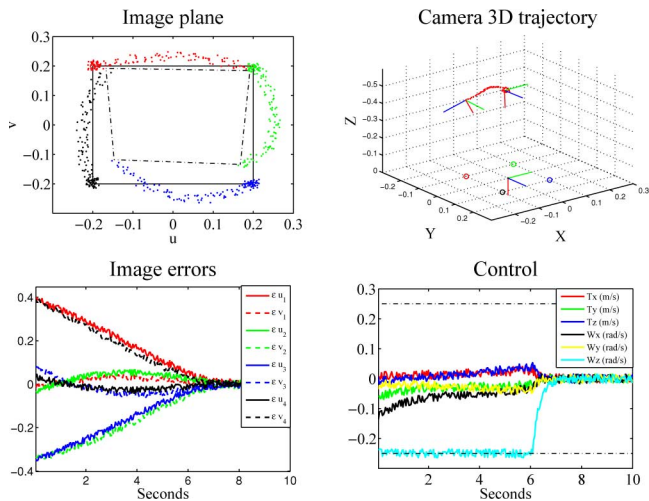 Image plane
0.3
0.2
0.1
0
−0.1
−0.2
v
−0.2
−0.1
0
0.1
0.2
0.3
u
Camera 3D trajectory
−0.5
−0.4
−0.3
−0.2
−0.1
0
Z
−0.2
−0.1
0
0.1
0.2
Y
−0.2
−0.1
0
0.1
0.2
0.3
X
Image errors
0.4
0.2
0
−0.2
−0.4
0
2
4
6
8
10
Seconds
ε u1
ε v1
ε u2
ε v2
ε u3
ε v3
ε u4
ε v4
Control
0.3
0.2
0.1
0
−0.1
−0.2
0
2
4
6
8
10
Seconds
Tx (m/s)
Ty (m/s)
Tz (m/s)
Wx (rad/s)
Wy (rad/s)
Wz (rad/s)